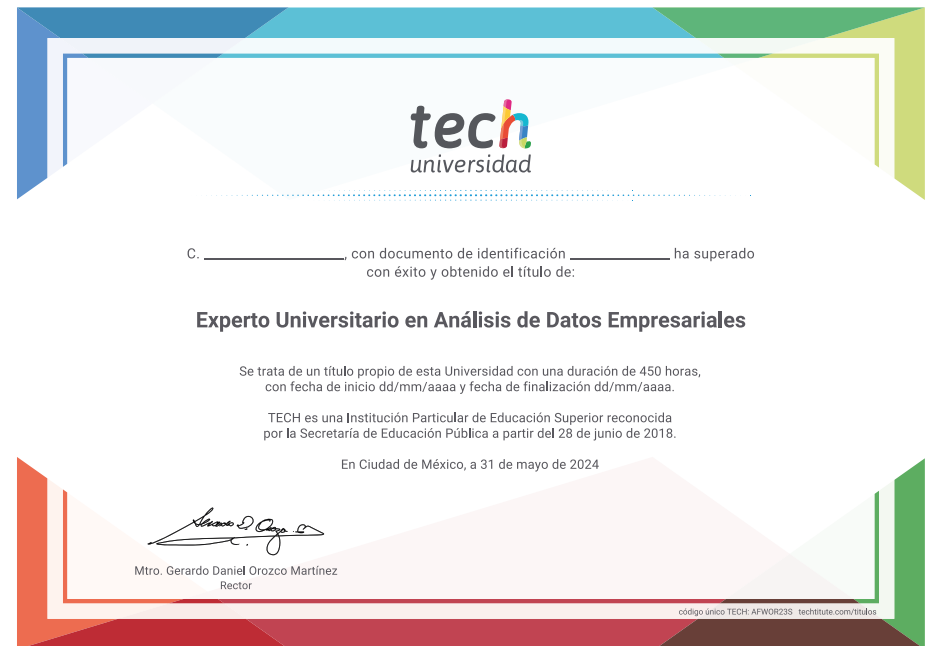 tech
universidad
C. ____________________, con documento de identificación ______________ ha superado
con éxito y obtenido el título de:
Experto Universitario en Análisis de Datos Empresariales
Se trata de un título propio de esta Universidad con una duración de 450 horas,
con fecha de inicio dd/mm/aaaa y fecha de finalización dd/mm/aaaa.
TECH es una Institución Particular de Educación Superior reconocida
por la Secretaría de Educación Pública a partir del 28 de junio de 2018.
En Ciudad de México, a 31 de mayo de 2024
Mtro. Gerardo Daniel Orozco Martínez
Rector
código único TECH: AFWOR23S techtitute.com/titulos